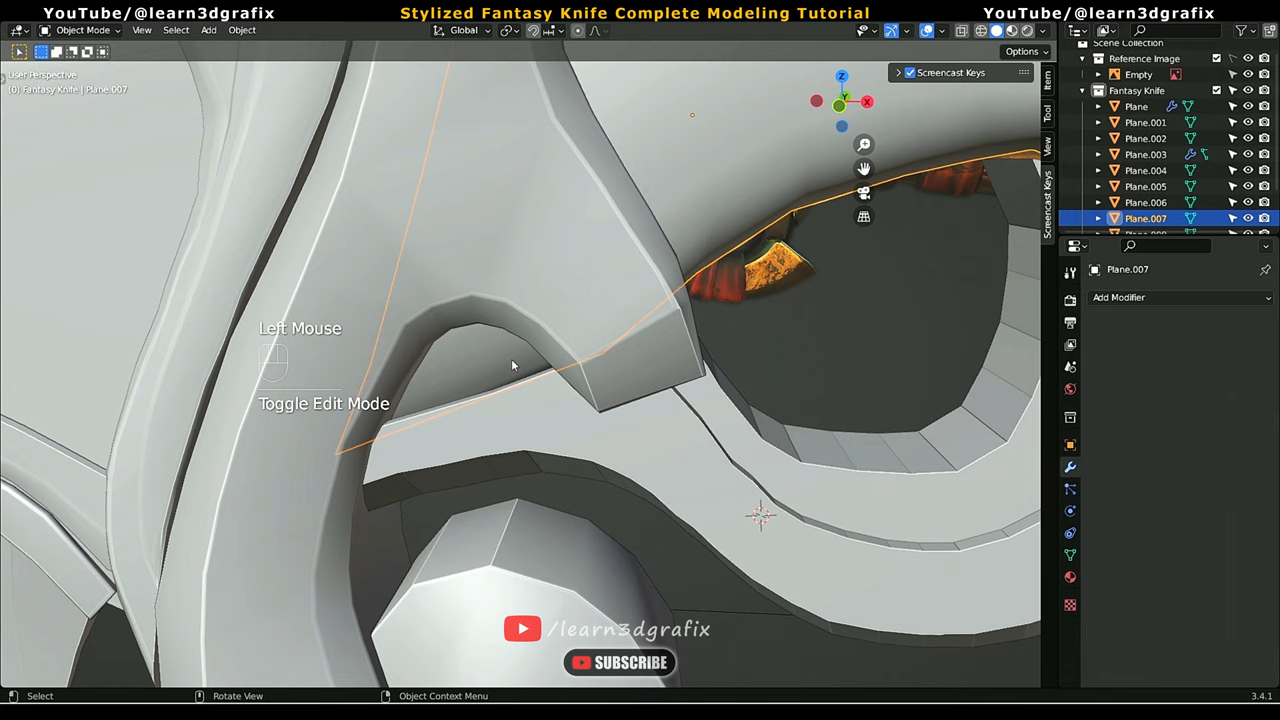 YouTube/@learn3dgrafix
Stylized Fantasy Knife Complete Modeling Tutorial
YouTube/@learn3dgrafix
Object Mode
View
Select
Add
Object
Global
Options
User Perspective
(0) Fantasy Knife | Plane.007
Screencast Keys
Z
Y
X
Item
Tool
View
Screencast Keys
Scene Collection
Reference Image
Empty
Fantasy Knife
Plane
Plane.001
Plane.002
Plane.003
Plane.004
Plane.005
Plane.006
Plane.007
Plane.007
Add Modifier
Left Mouse
Toggle Edit Mode
/learn3dgrafix
SUBSCRIBE
Select
Rotate View
Object Context Menu
3.4.1